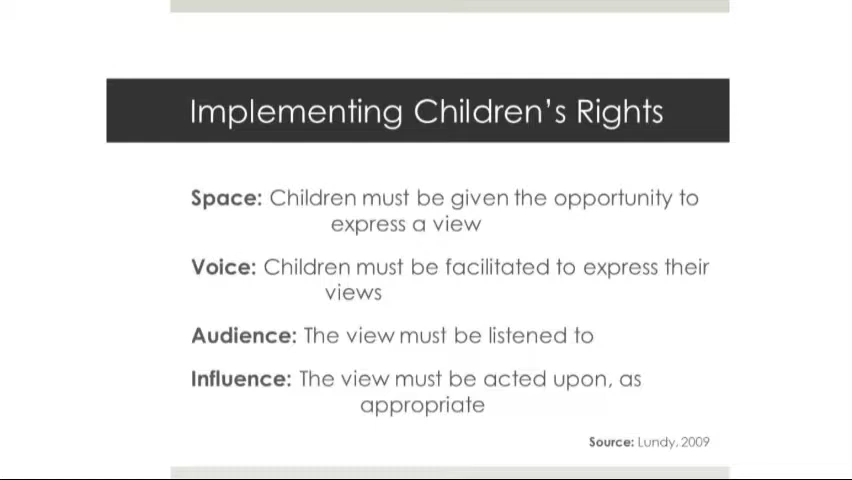 Implementing Children's Rights
Space: Children must be given the opportunity to
express a view
Voice: Children must be facilitated to express their
views
Audience: The view must be listened to
Influence: The view must be acted upon, as
appropriate
Source: Lundy, 2009